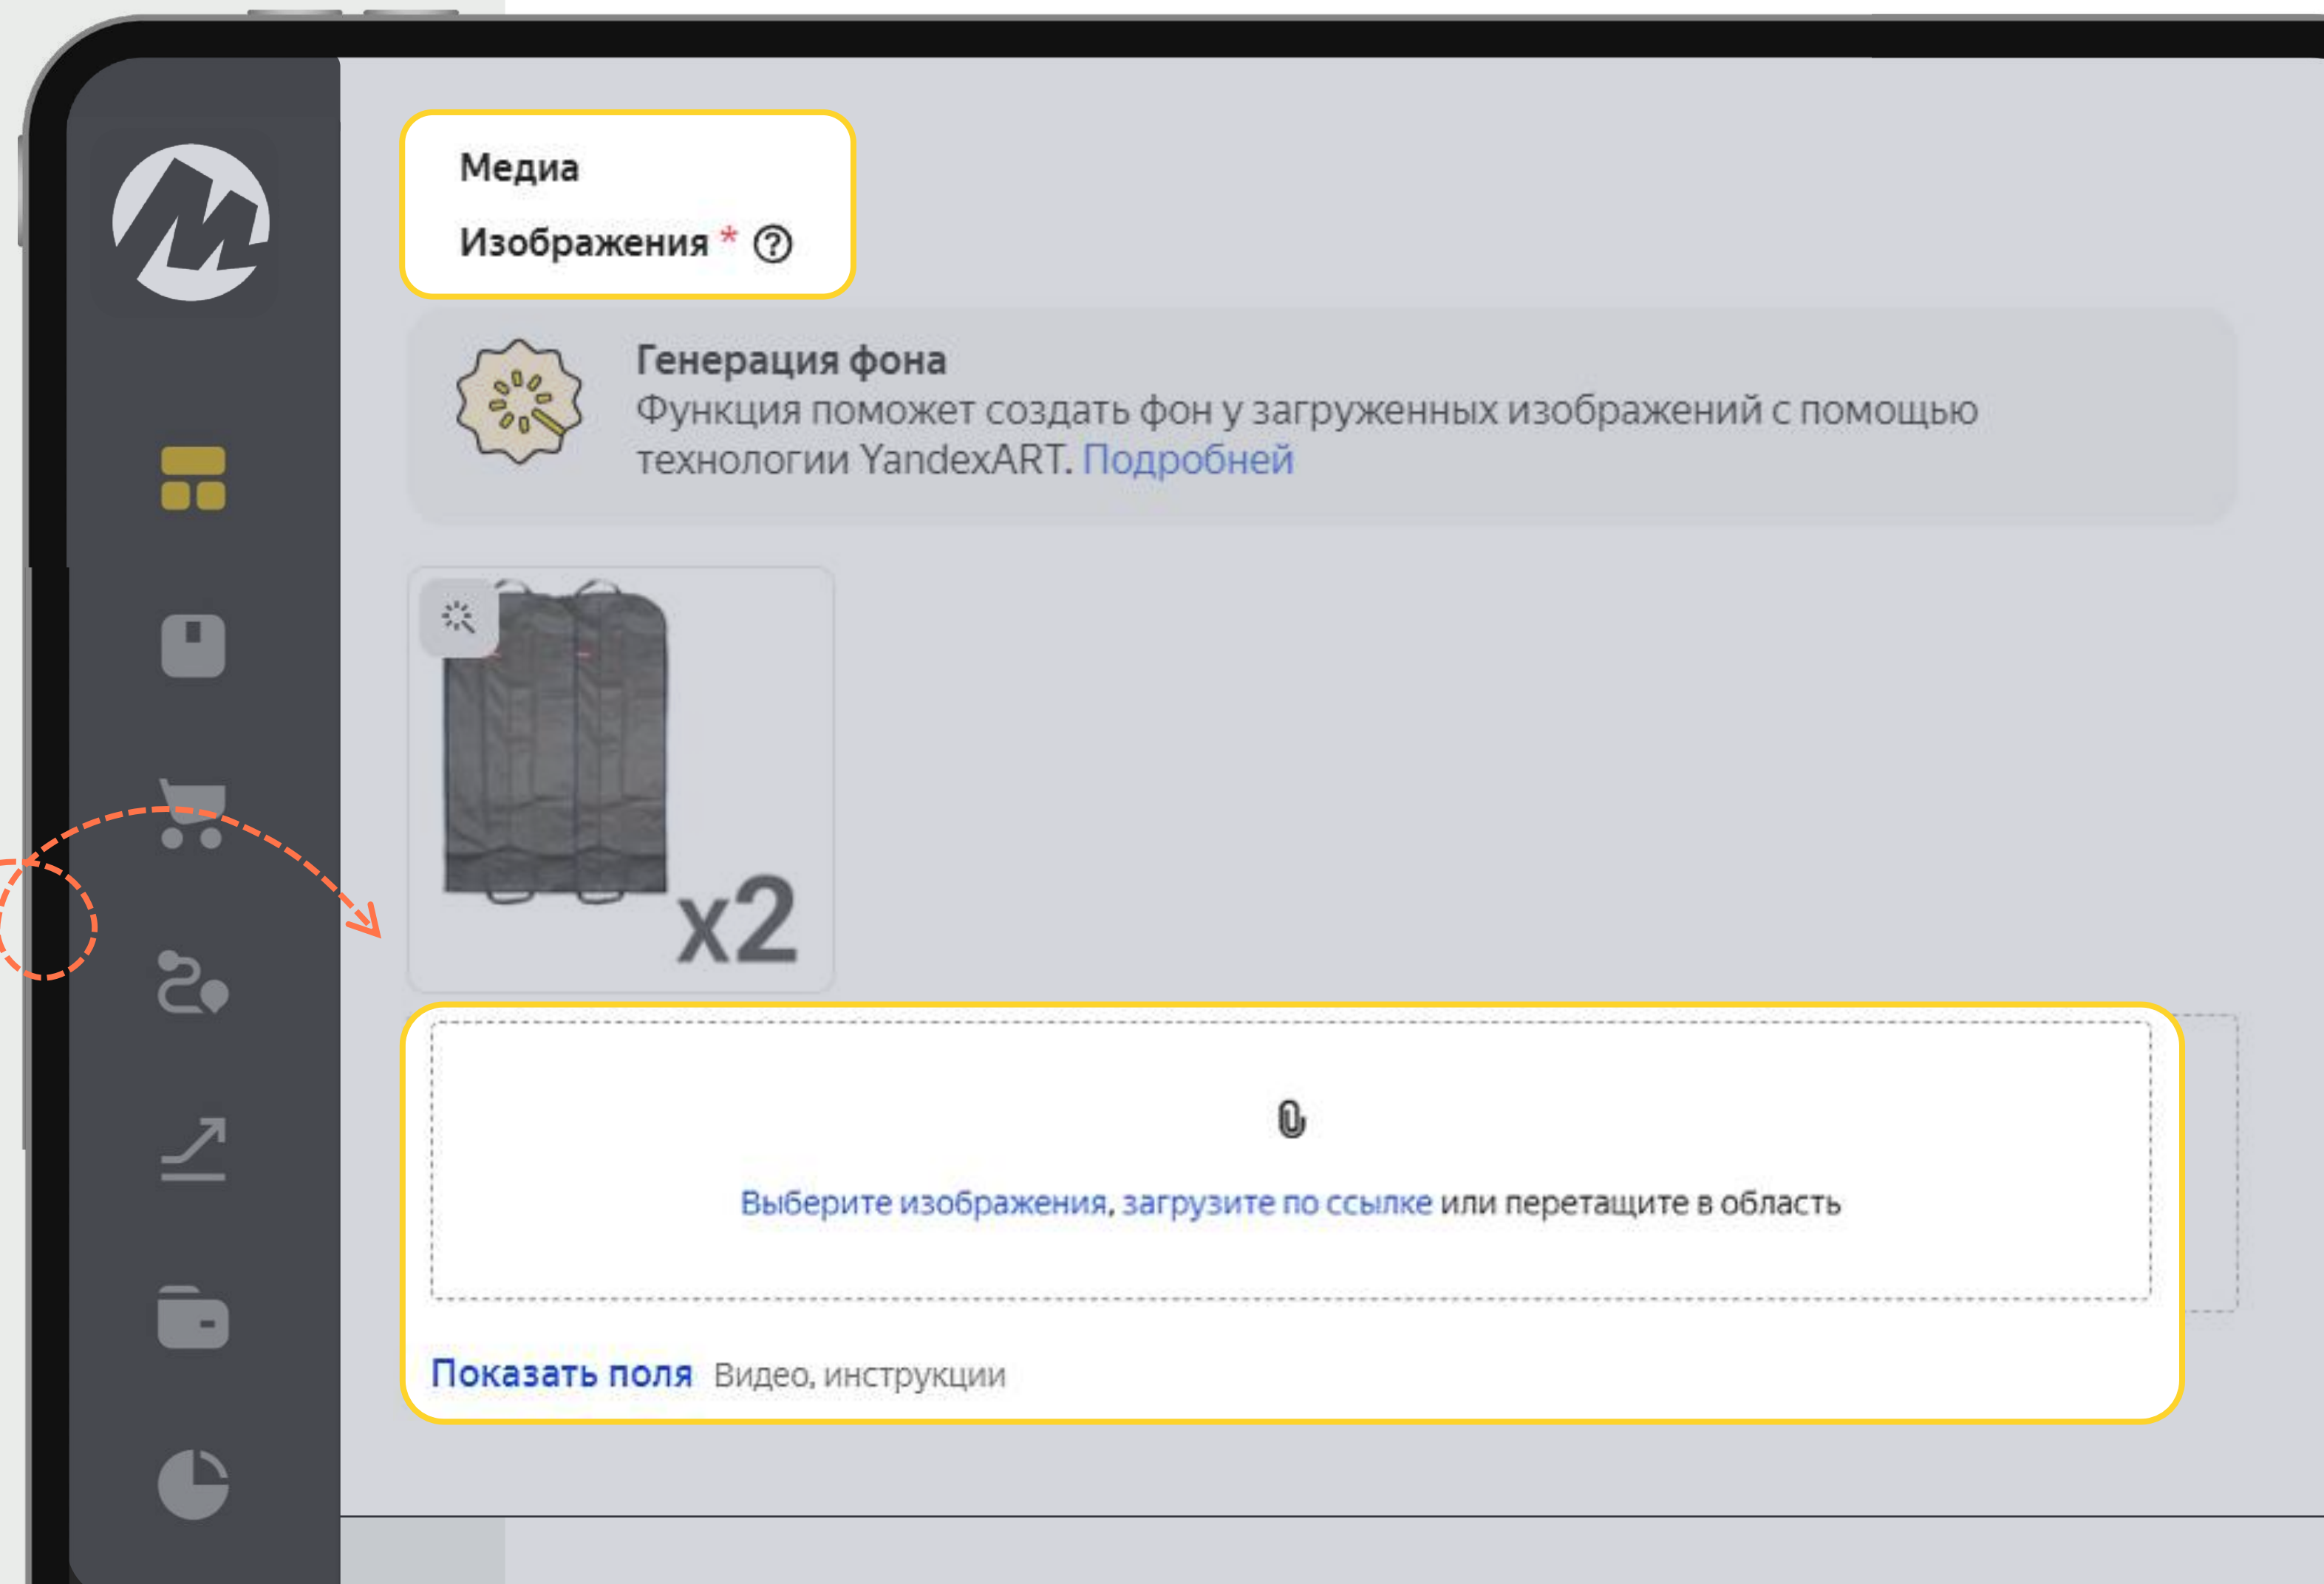 Медиа
Изображения * ?
Генерация фона
Функция поможет создать фон у загруженных изображений с помощью
технологии YandexART. Подробней
x2
Выберите изображения, загрузите по ссылке или перетащите в область
Показать поля Видео, инструкции